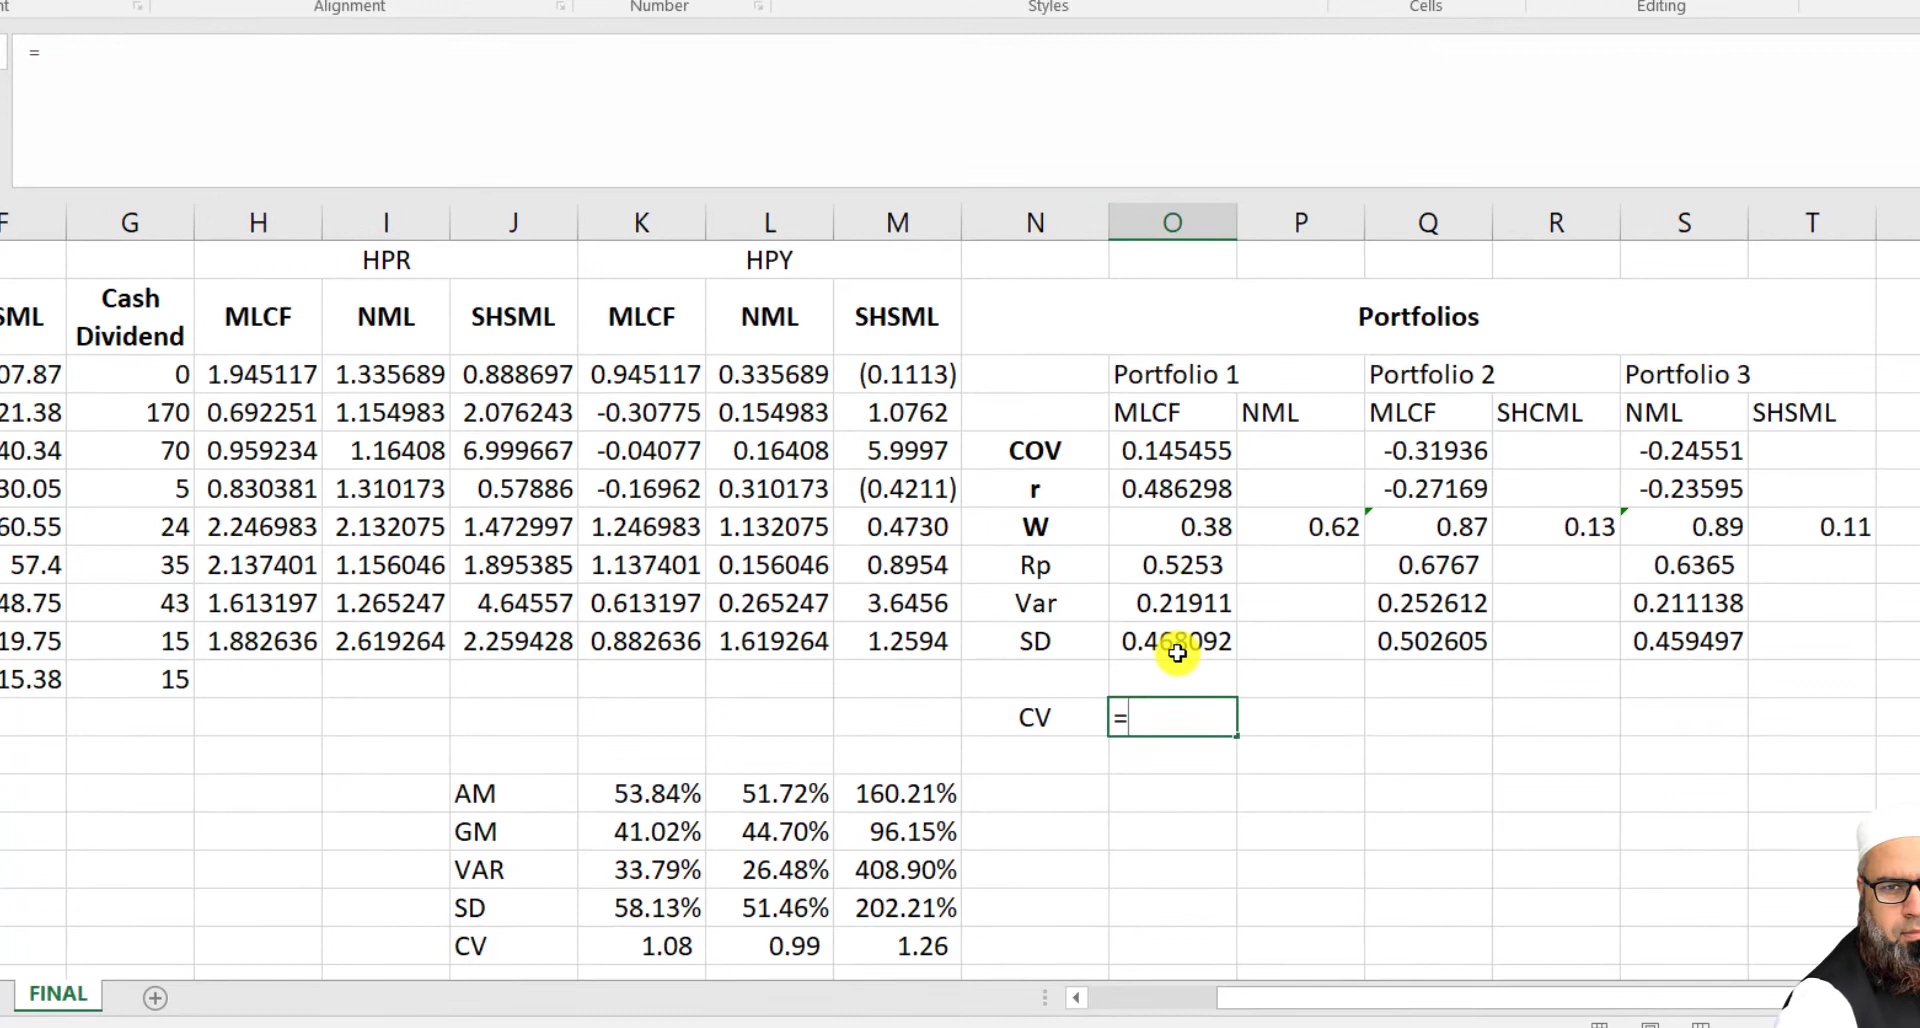 nt Alignment Number Styles Cells Editing
=
F G H I J K L M N O P Q R S T
HPR HPY
SML Cash Dividend MLCF NML SHSML MLCF NML SHSML Portfolios
07.87 0 1.945117 1.335689 0.888697 0.945117 0.335689 (0.1113) Portfolio 1 Portfolio 2 Portfolio 3
21.38 170 0.692251 1.154983 2.076243 -0.30775 0.154983 1.0762 MLCF NML MLCF SHCML NML SHSML
40.34 70 0.959234 1.16408 6.999667 -0.04077 0.16408 5.9997 COV 0.145455 -0.31936 -0.24551
30.05 5 0.830381 1.310173 0.57886 -0.16962 0.310173 (0.4211) r 0.486298 -0.27169 -0.23595
60.55 24 2.246983 2.132075 1.472997 1.246983 1.132075 0.4730 W 0.38 0.62 0.87 0.13 0.89 0.11
57.4 35 2.137401 1.156046 1.895385 1.137401 0.156046 0.8954 Rp 0.5253 0.6767 0.6365
48.75 43 1.613197 1.265247 4.64557 0.613197 0.265247 3.6456 Var 0.21911 0.252612 0.211138
19.75 15 1.882636 2.619264 2.259428 0.882636 1.619264 1.2594 SD 0.468092 0.502605 0.459497
15.38 15
CV =
AM 53.84% 51.72% 160.21%
GM 41.02% 44.70% 96.15%
VAR 33.79% 26.48% 408.90%
SD 58.13% 51.46% 202.21%
CV 1.08 0.99 1.26
FINAL